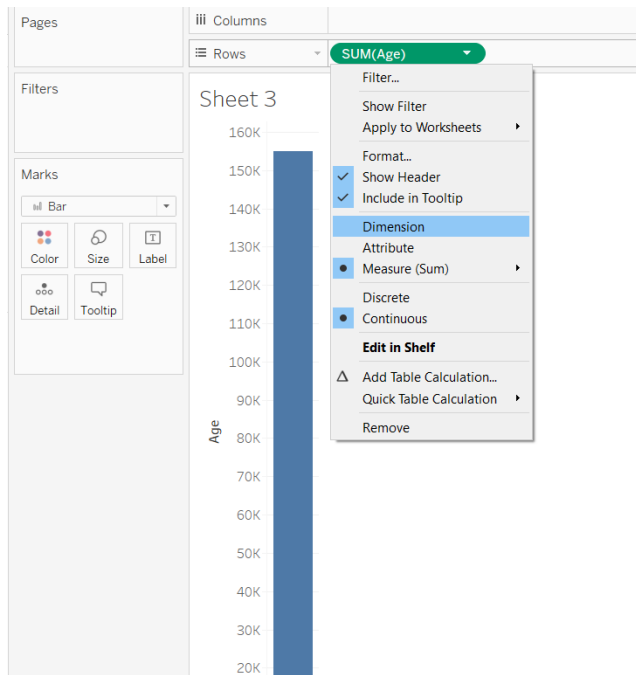 Pages
iii Columns
Rows
SUM(Age)
Filters
Sheet 3
Filter...
Show Filter
Apply to Worksheets
Format...
Show Header
Include in Tooltip
Dimension
Attribute
Measure (Sum)
Discrete
Continuous
Edit in Shelf
Add Table Calculation...
Quick Table Calculation
Remove
Marks
Bar
Color
Size
T
Label
Detail
Tooltip
160K
150K
140K
130K
120K
110K
100K
90K
80K
70K
60K
50K
40K
30K
20K
Age